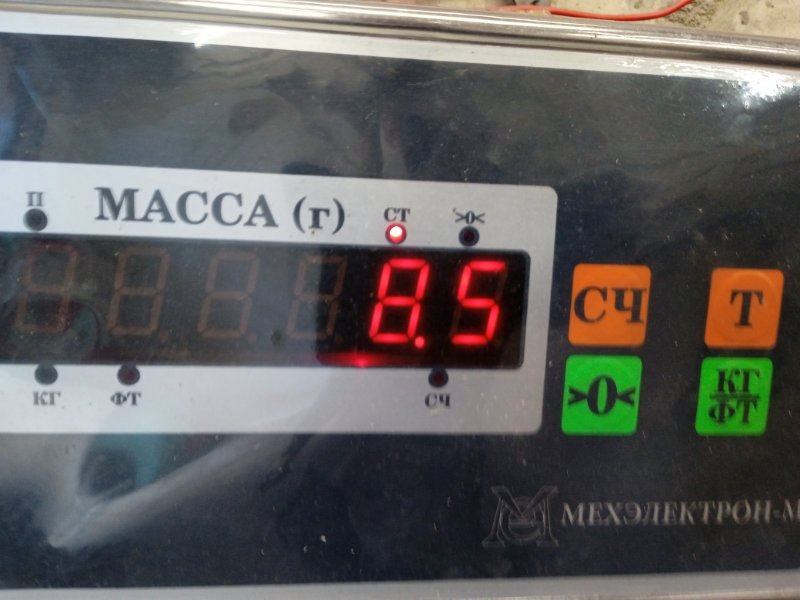 П МАССА (г) СТ >0<
8.5
КГ ФТ СЧ
СЧ Т
>0< КГ/ФТ
МЕХЭЛЕКТРОН-М